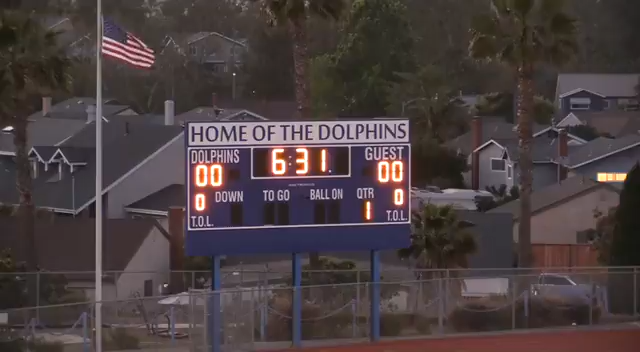 HOME OF THE DOLPHINS
DOLPHINS 6:31 GUEST
00 00
0 DOWN TO GO BALL ON QTR 0
T.O.L. 1 T.O.L.